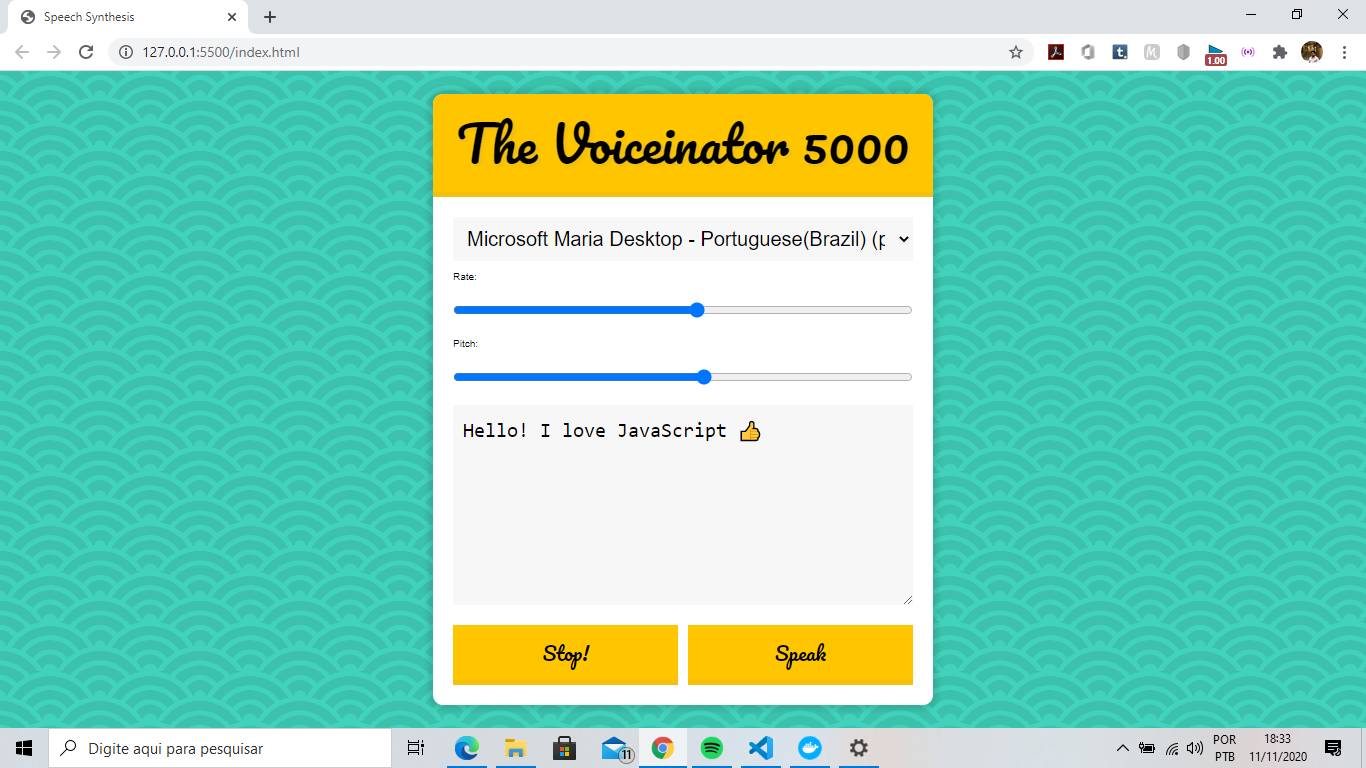 Speech Synthesis
127.0.0.1:5500/index.html
1.00
The Voiceinator 5000
Microsoft Maria Desktop - Portuguese(Brazil) (p
Rate:
Pitch:
Hello! I love JavaScript 👍
Stop!
Speak
Digite aqui para pesquisar
11
POR
PTB
18:33
11/11/2020